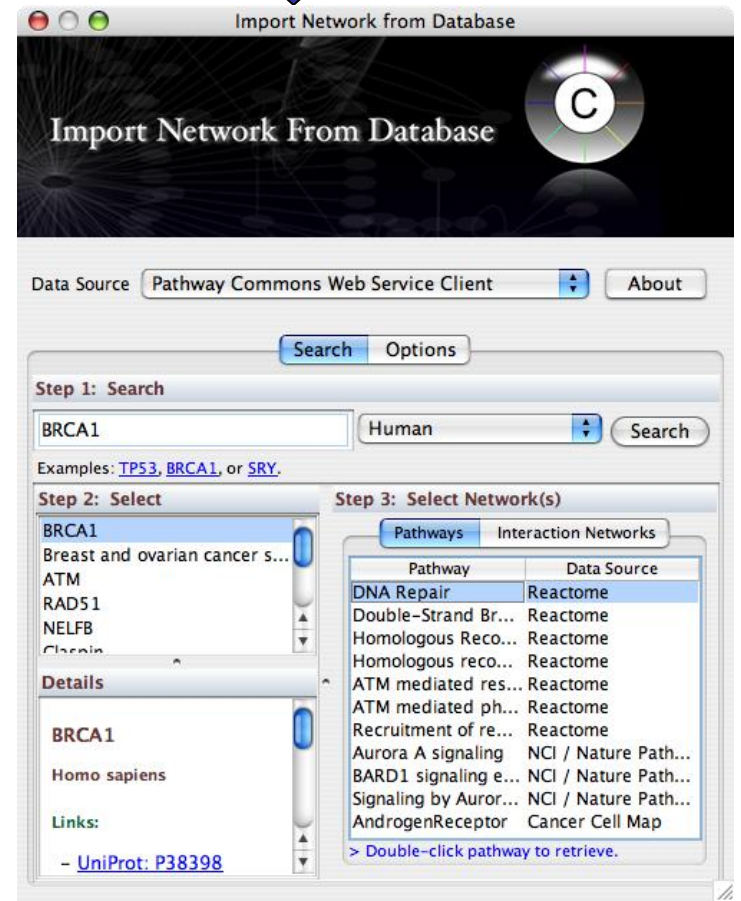 Import Network from Database
Import Network From Database
C
Data Source Pathway Commons Web Service Client About
Search Options
Step 1: Search
BRCA1 Human Search
Examples: TP53, BRCA1, or SRY.
Step 2: Select
BRCA1
Breast and ovarian cancer s...
ATM
RAD51
NELFB
Claspin
Details
BRCA1
Homo sapiens
Links:
– UniProt: P38398
Step 3: Select Network(s)
Pathways Interaction Networks
Pathway Data Source
DNA Repair Reactome
Double-Strand Br... Reactome
Homologous Reco... Reactome
Homologous reco... Reactome
ATM mediated res... Reactome
ATM mediated ph... Reactome
Recruitment of re... Reactome
Aurora A signaling NCI / Nature Path...
BARD1 signaling e... NCI / Nature Path...
Signaling by Auror... NCI / Nature Path...
AndrogenReceptor Cancer Cell Map
> Double-click pathway to retrieve.